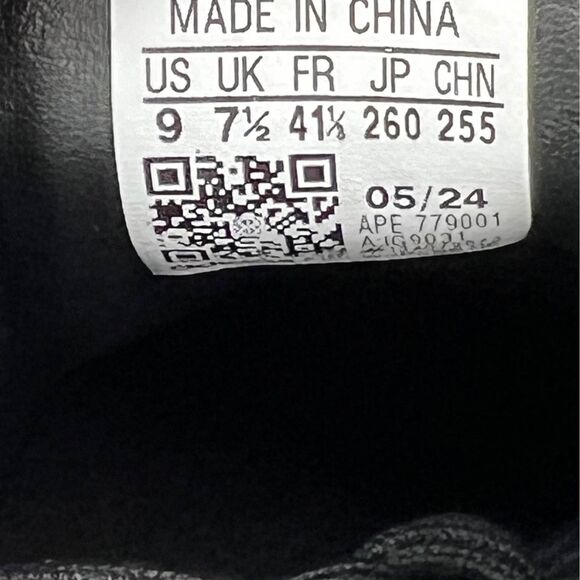 MADE IN CHINA
US UK FR JP CHN
9 7½ 41⅓ 260 255
05/24
APE 779001